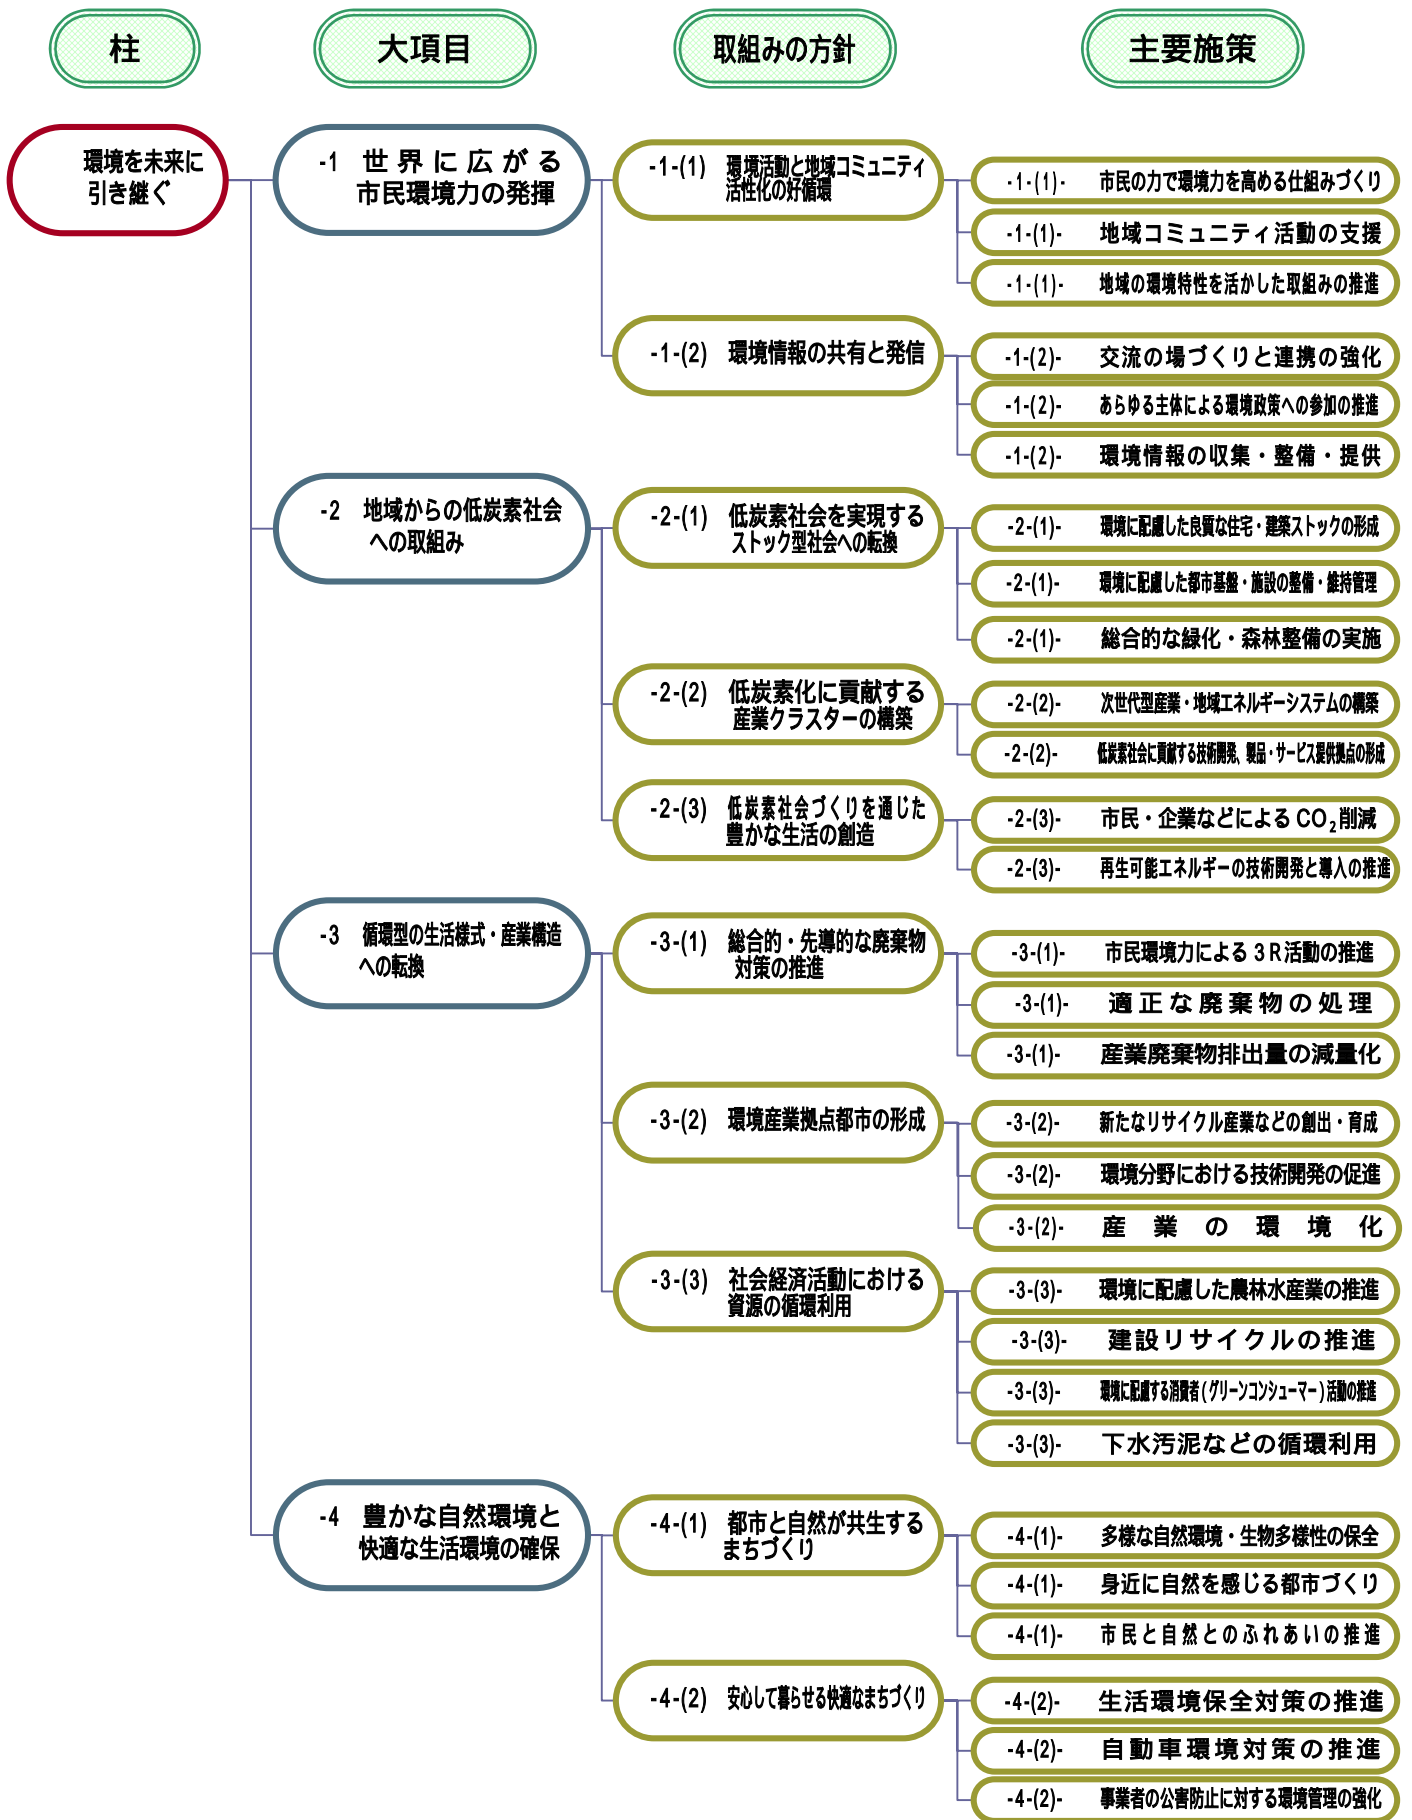 柱
大項目
取組みの方針
主要施策
環境を未来に
引き継ぐ
-1 世界に広がる
市民環境力の発揮
-1-(1) 環境活動と地域コミュニティ
活性化の好循環
-1-(1)- 市民の力で環境力を高める仕組みづくり
-1-(1)- 地域コミュニティ活動の支援
-1-(1)- 地域の環境特性を活かした取組みの推進
-1-(2) 環境情報の共有と発信
-1-(2)- 交流の場づくりと連携の強化
-1-(2)- あらゆる主体による環境政策への参加の推進
-1-(2)- 環境情報の収集・整備・提供
-2 地域からの低炭素社会
への取組み
-2-(1) 低炭素社会を実現する
ストック型社会への転換
-2-(1)- 環境に配慮した良質な住宅・建築ストックの形成
-2-(1)- 環境に配慮した都市基盤・施設の整備・維持管理
-2-(1)- 総合的な緑化・森林整備の実施
-2-(2) 低炭素化に貢献する
産業クラスターの構築
-2-(2)- 次世代型産業・地域エネルギーシステムの構築
-2-(2)- 低炭素社会に貢献する技術開発、製品・サービス提供拠点の形成
-2-(3) 低炭素社会づくりを通じた
豊かな生活の創造
-2-(3)- 市民・企業などによるCO₂削減
-2-(3)- 再生可能エネルギーの技術開発と導入の推進
-3 循環型の生活様式・産業構造
への転換
-3-(1) 総合的・先導的な廃棄物
対策の推進
-3-(1)- 市民環境力による3R活動の推進
-3-(1)- 適正な廃棄物の処理
-3-(1)- 産業廃棄物排出量の減量化
-3-(2) 環境産業拠点都市の形成
-3-(2)- 新たなリサイクル産業などの創出・育成
-3-(2)- 環境分野における技術開発の促進
-3-(2)- 産業の環境化
-3-(3) 社会経済活動における
資源の循環利用
-3-(3)- 環境に配慮した農林水産業の推進
-3-(3)- 建設リサイクルの推進
-3-(3)- 環境に配慮する消費者(グリーンコンシューマー)活動の推進
-3-(3)- 下水汚泥などの循環利用
-4 豊かな自然環境と
快適な生活環境の確保
-4-(1) 都市と自然が共生する
まちづくり
-4-(1)- 多様な自然環境・生物多様性の保全
-4-(1)- 身近に自然を感じる都市づくり
-4-(1)- 市民と自然とのふれあいの推進
-4-(2) 安心して暮らせる快適なまちづくり
-4-(2)- 生活環境保全対策の推進
-4-(2)- 自動車環境対策の推進
-4-(2)- 事業者の公害防止に対する環境管理の強化